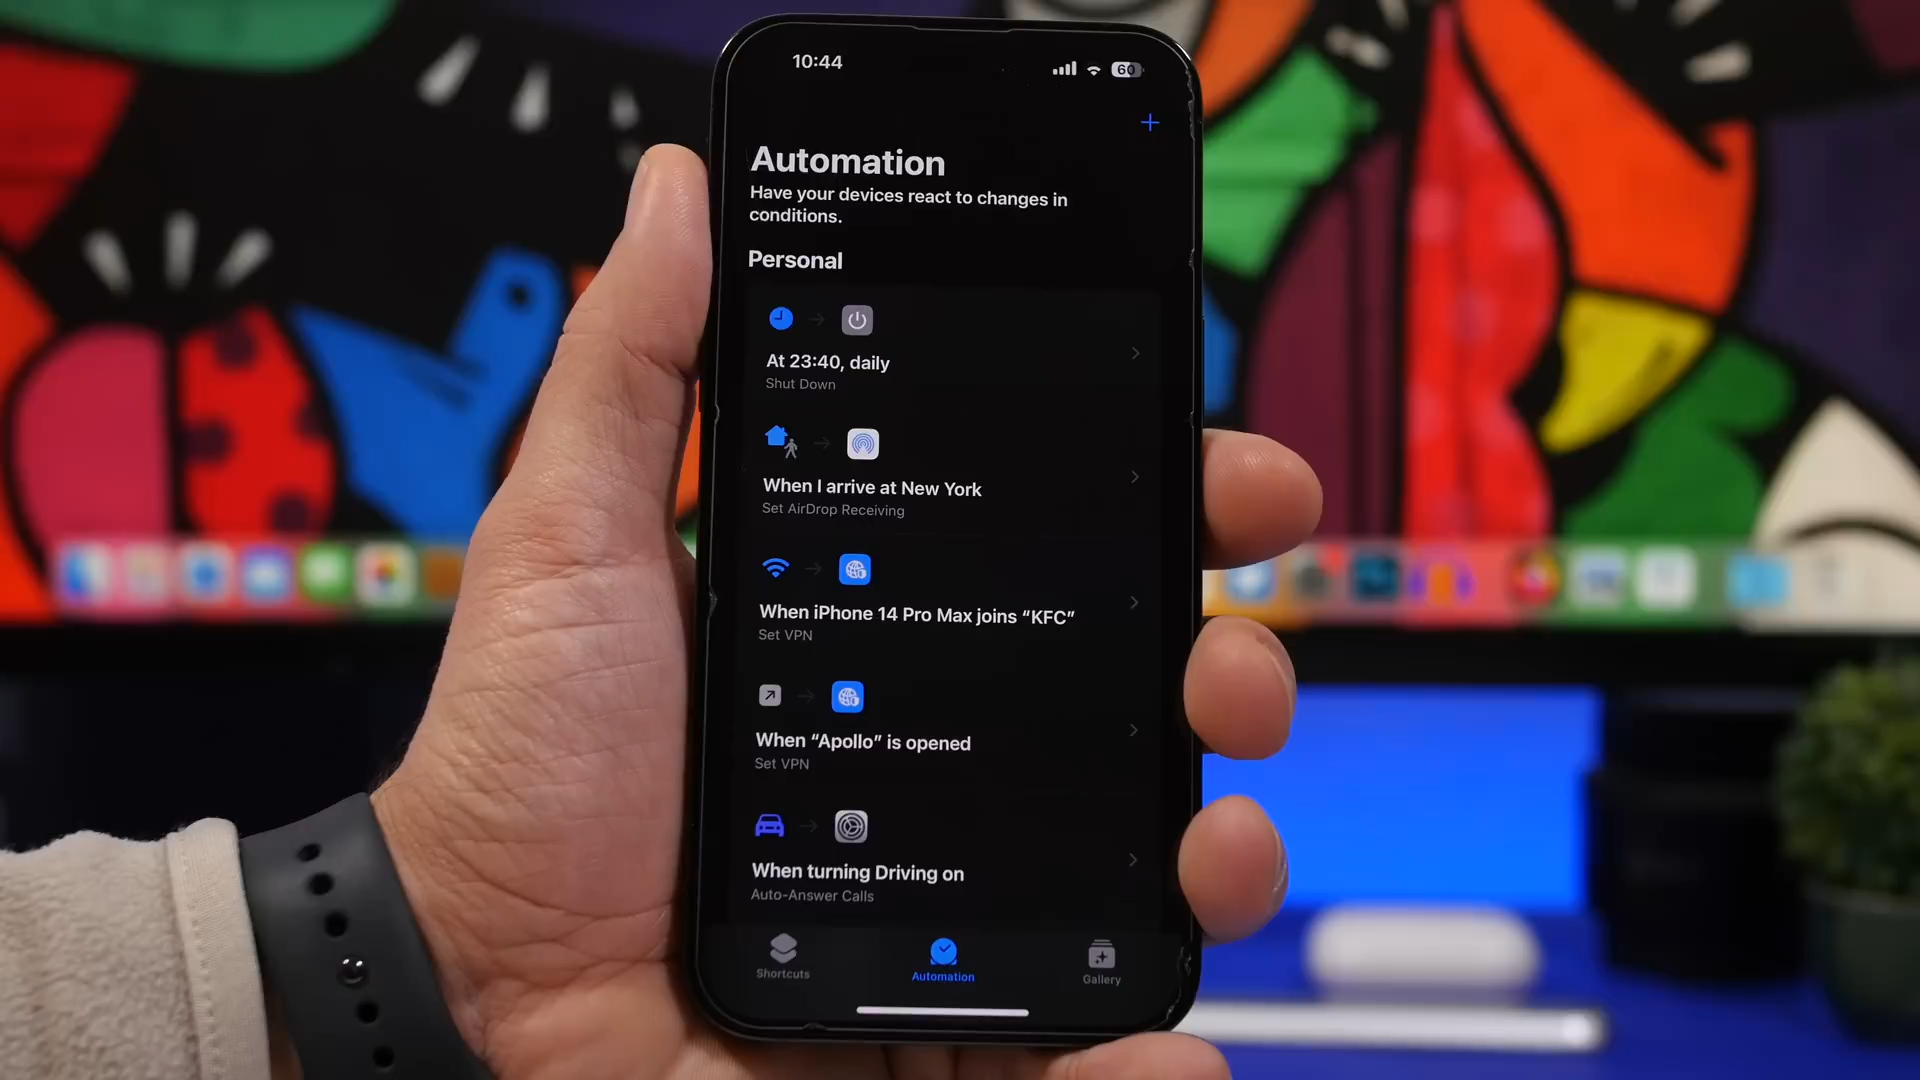 10:44
60
Automation
Have your devices react to changes in
conditions.
Personal
At 23:40, daily
Shut Down
When I arrive at New York
Set AirDrop Receiving
When iPhone 14 Pro Max joins “KFC”
Set VPN
When “Apollo” is opened
Set VPN
When turning Driving on
Auto-Answer Calls
Shortcuts
Automation
Gallery